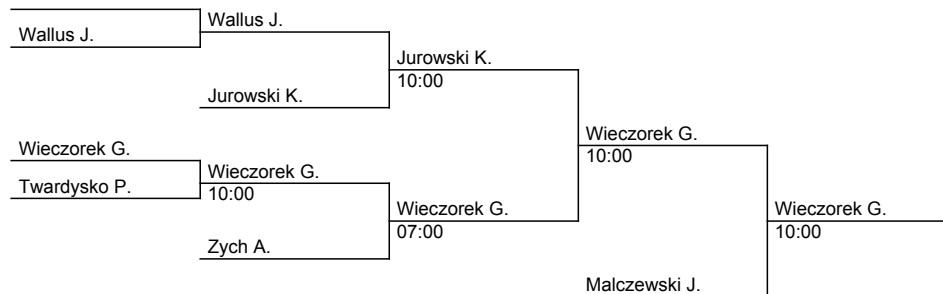 Wallus J.
Wallus J.
Jurowski K.
10:00
Jurowski K.
Wieczorek G.
10:00
Wieczorek G.
Twardysko P.
Wieczorek G.
10:00
Wieczorek G.
07:00
Wieczorek G.
10:00
Zych A.
Malczewski J.